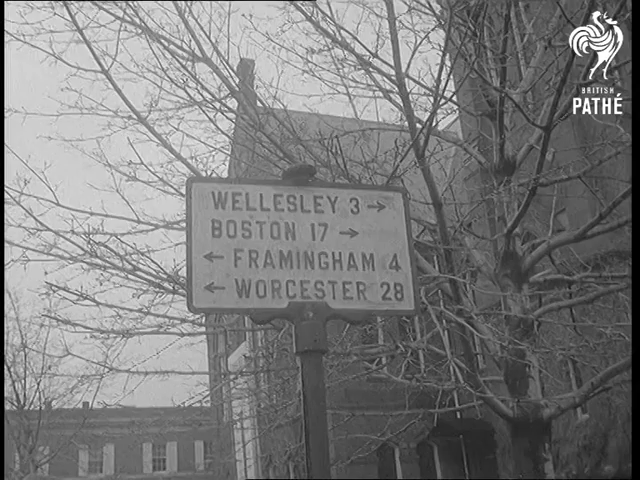 BRITISH
PATHÉ
WELLESLEY 3 →
BOSTON 17 →
← FRAMINGHAM 4
← WORCESTER 28